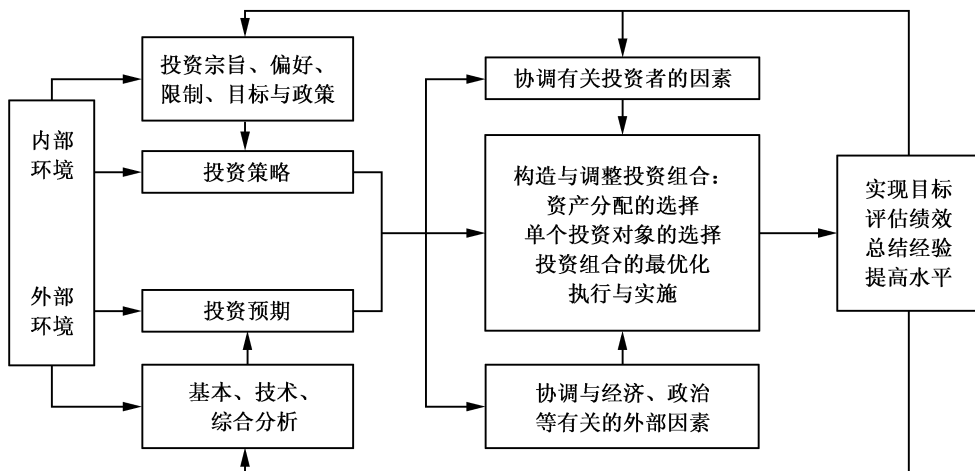 内部
环境
外部
环境
投资宗旨、偏好、
限制、目标与政策
投资策略
投资预期
基本、技术、
综合分析
协调有关投资者的因素
构造与调整投资组合：
资产分配的选择
单个投资对象的选择
投资组合的最优化
执行与实施
协调与经济、政治
等有关的外部因素
实现目标
评估绩效
总结经验
提高水平